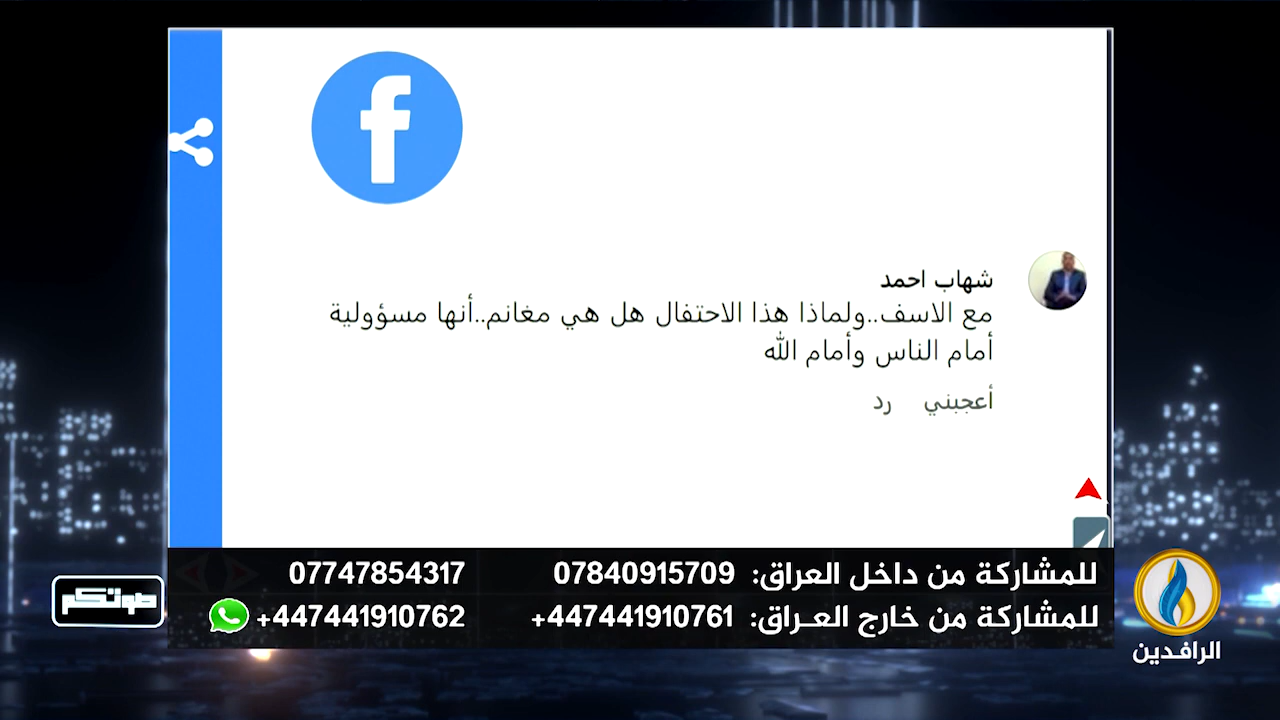 f
شهاب احمد
مع الاسف..ولماذا هذا الاحتفال هل هي مغانم..أنها مسؤولية
أمام الناس وأمام الله
أعجبني رد
للمشاركة من داخل العراق: 07840915709 07747854317
للمشاركة من خارج العـراق: 447441910761+ 447441910762+
صوتكم
الرافدين